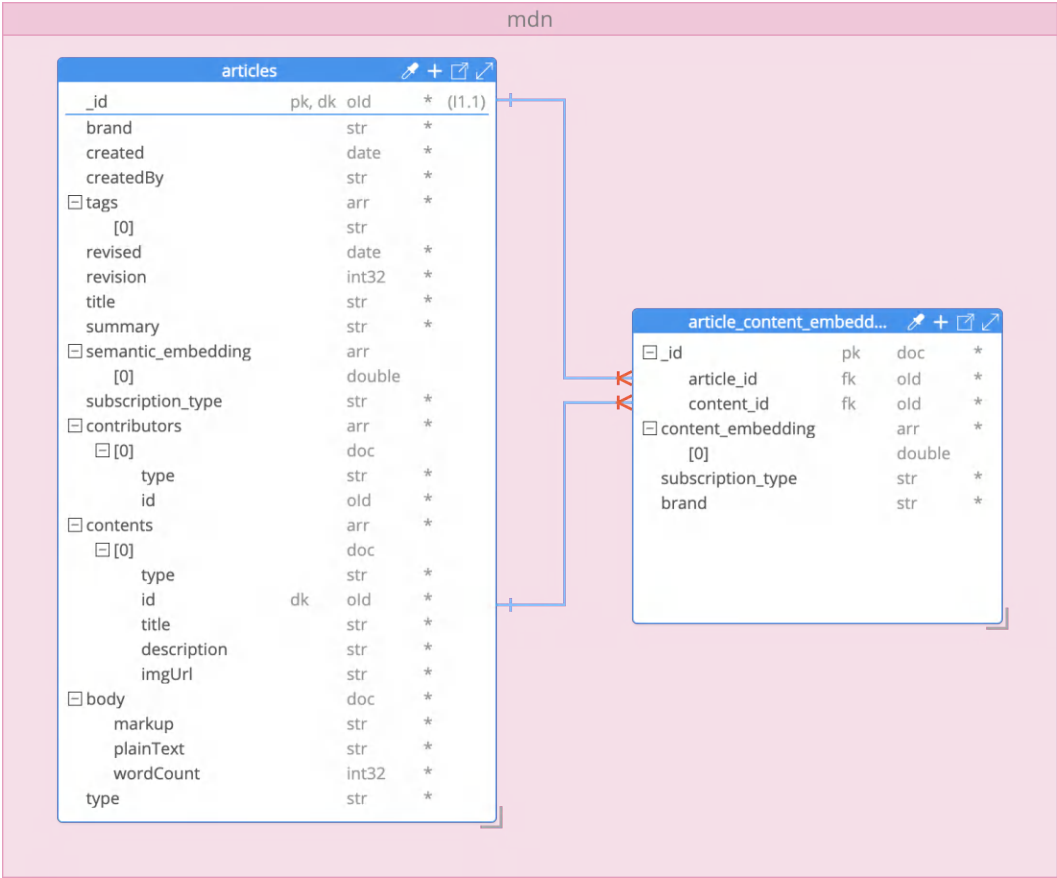 mdn
articles
_id pk, dk oId * (I1.1)
brand str *
created date *
createdBy str *
tags arr *
[0] str
revised date *
revision int32 *
title str *
summary str *
semantic_embedding arr
[0] double
subscription_type str *
contributors arr *
[0] doc
type str *
id oId *
contents arr *
[0] doc
type str *
id dk oId *
title str *
description str *
imgUrl str *
body doc *
markup str *
plainText str *
wordCount int32 *
type str *
article_content_embedd...
_id pk doc *
article_id fk oId *
content_id fk oId *
content_embedding arr *
[0] double
subscription_type str *
brand str *